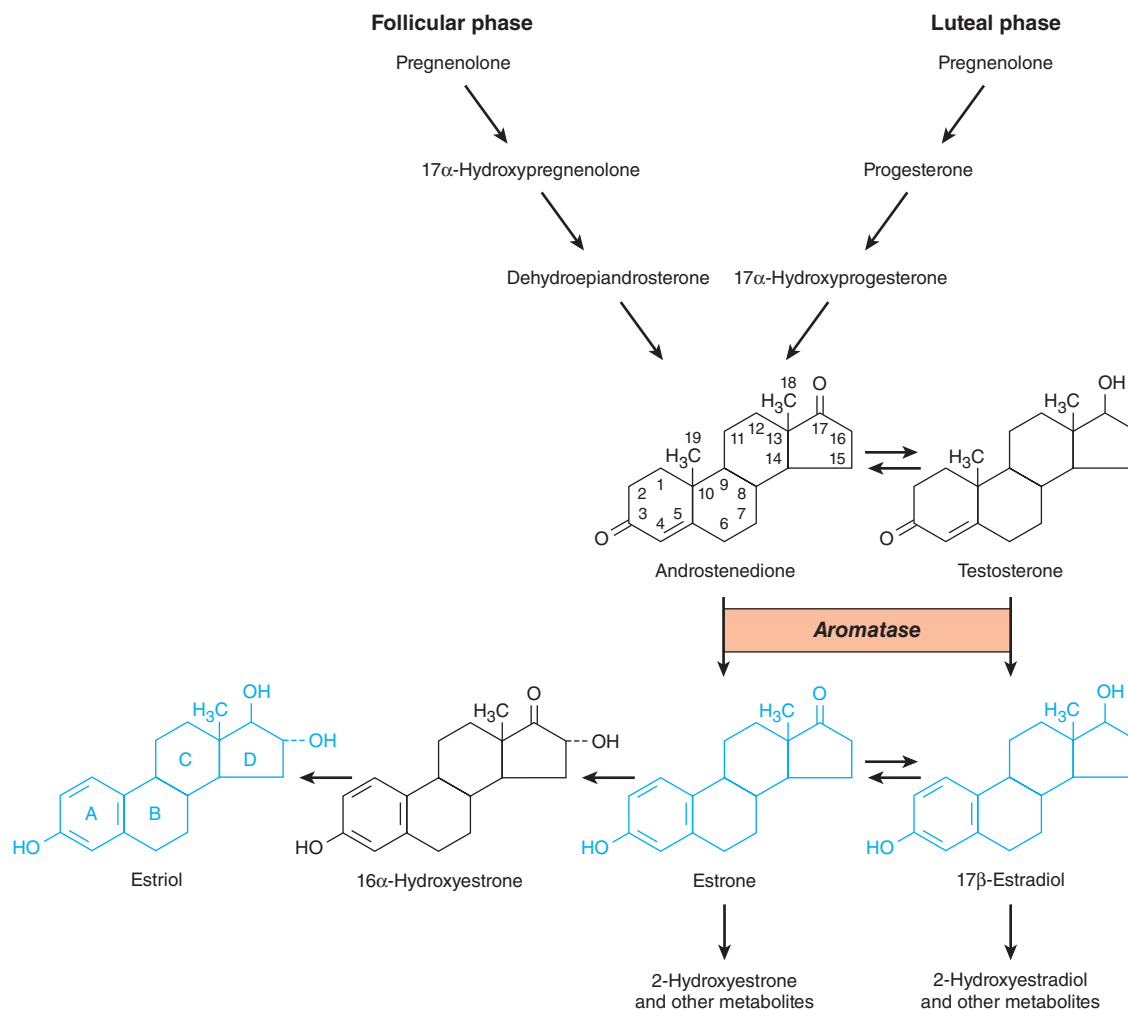 Follicular phase
Luteal phase
Pregnenolone
Pregnenolone
17α-Hydroxypregnenolone
Progesterone
Dehydroepiandrosterone
17α-Hydroxyprogesterone
18
O
H3C
12
17
11
13
16
19
H3C
14
15
1
9
2
10
8
3
5
7
4
6
O
Androstenedione
OH
H3C
H3C
O
Testosterone
Aromatase
OH
H3C
OH
C
D
A
B
HO
Estriol
O
H3C
OH
HO
16α-Hydroxyestrone
O
H3C
HO
Estrone
OH
H3C
HO
17β-Estradiol
2-Hydroxyestrone
and other metabolites
2-Hydroxyestradiol
and other metabolites